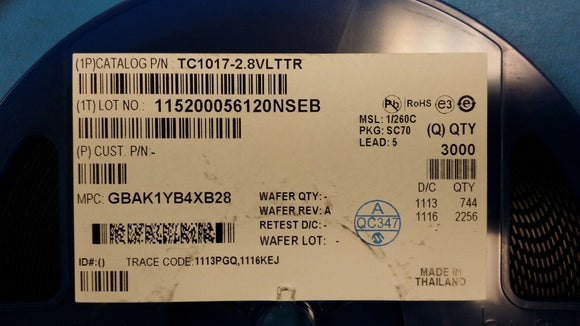 (1P)CATALOG P/N : TC1017-2.8VLTTR
(1T) LOT NO.: 115200056120NSEB
Pb RoHS e3 e
MSL: 1/260C
PKG: SC70
LEAD: 5
(Q) QTY
3000
(P) CUST. P/N:-
MPC: GBAK1YB4XB28
WAFER QTY: -
WAFER REV: A
RETEST D/C: -
WAFER LOT: -
A
QC347
D/C QTY
1113 744
1116 2256
ID#:() TRACE CODE: 1113PGQ,1116KEJ
MADE IN
THAILAND